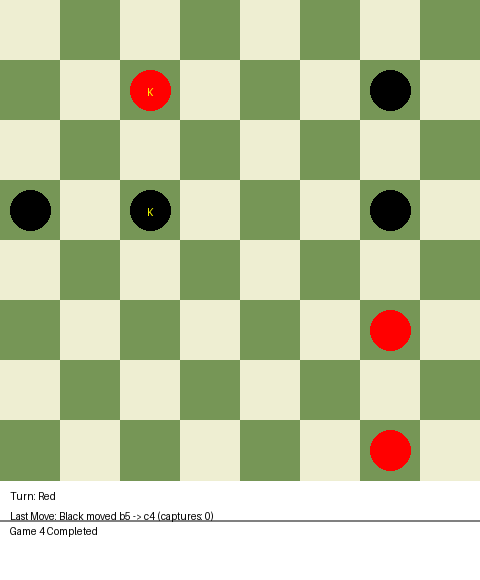 K
K
Turn: Red
Last Move: Black moved b5 -> c4 (captures: 0)
Game 4 Completed